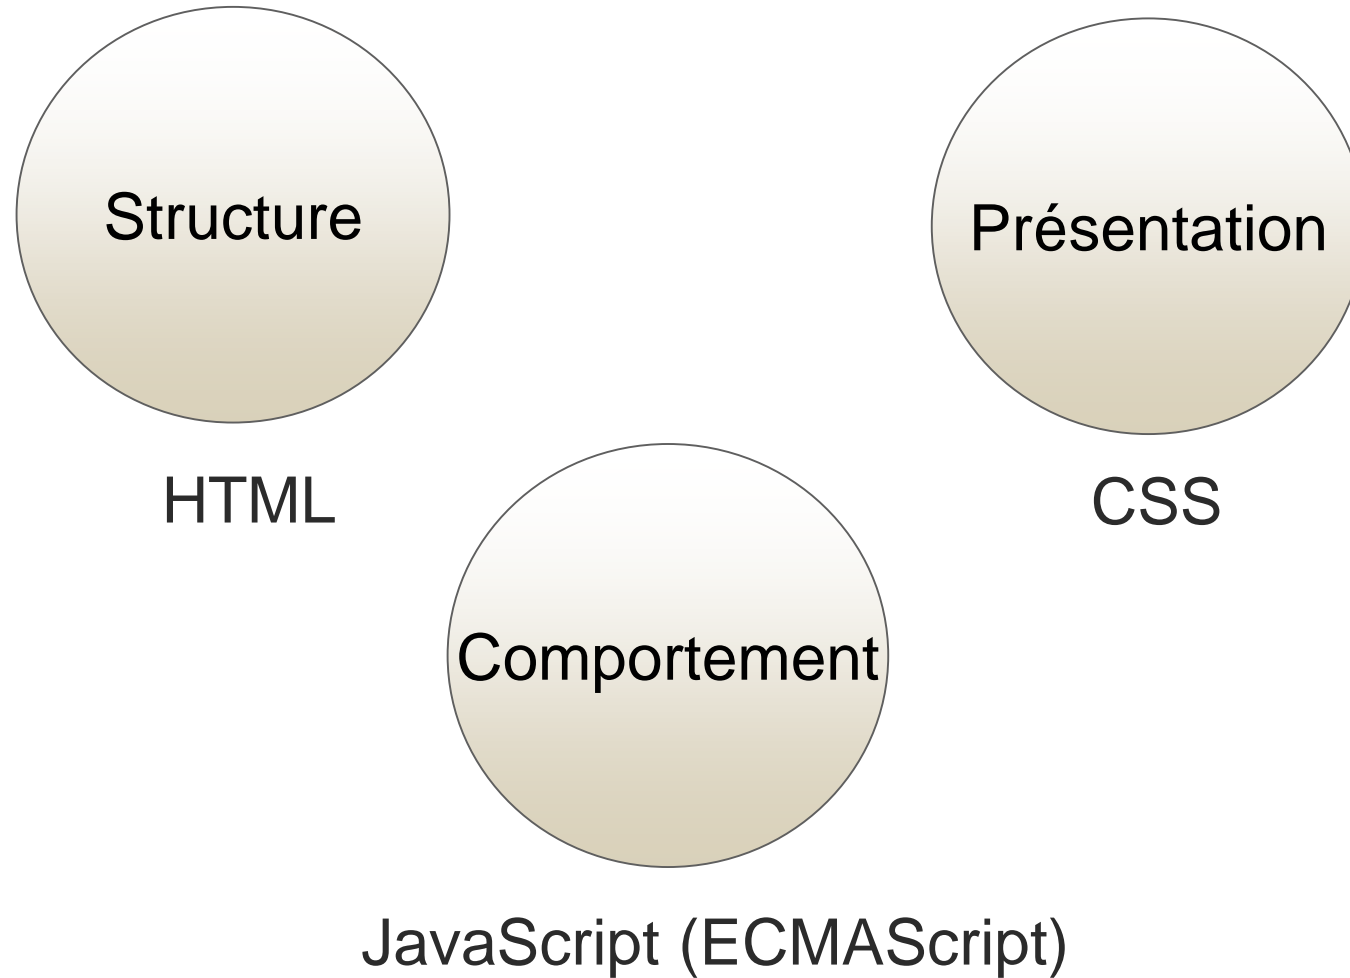 Structure
Présentation
HTML
CSS
Comportement
JavaScript (ECMAScript)